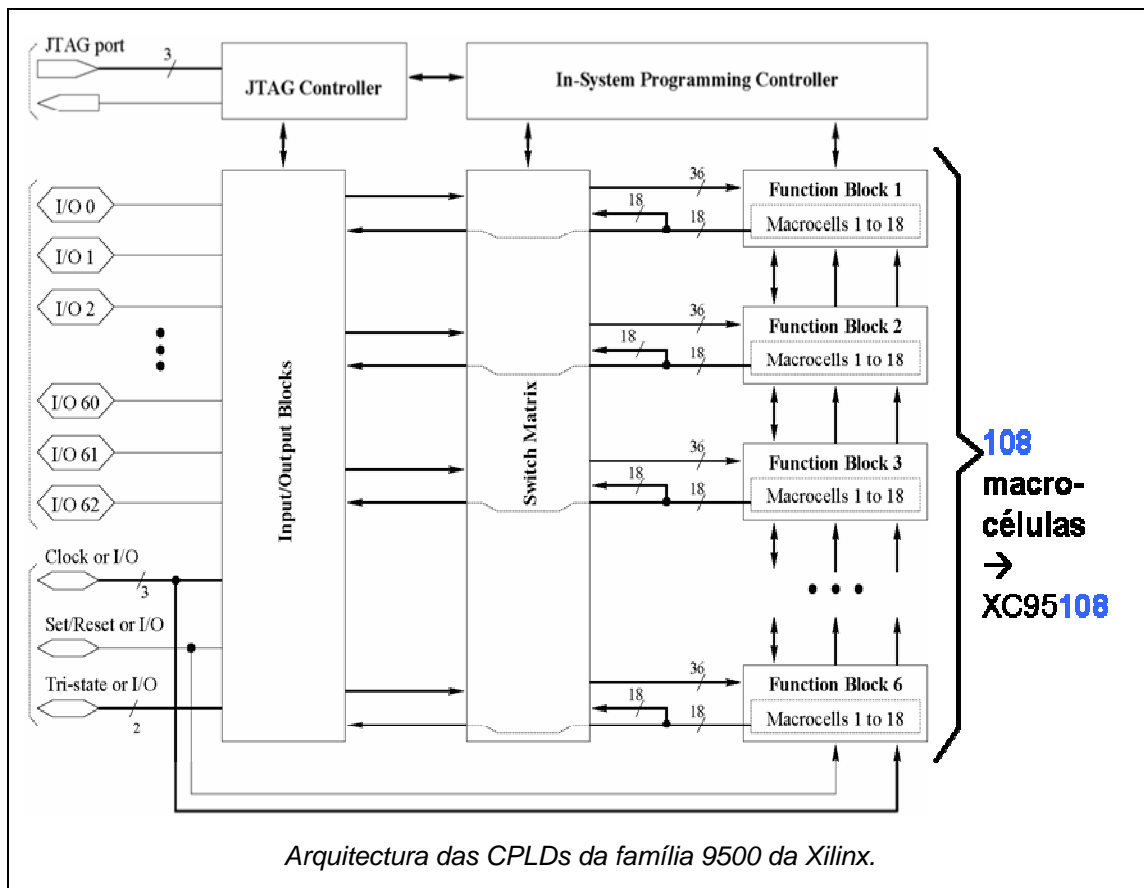 JTAG port
3
JTAG Controller
In-System Programming Controller
I/O 0
I/O 1
I/O 2
I/O 60
I/O 61
I/O 62
Clock or I/O
3
Set/Reset or I/O
Tri-state or I/O
2
Input/Output Blocks
Switch Matrix
36
18
18
Function Block 1
Macrocells 1 to 18
36
18
18
Function Block 2
Macrocells 1 to 18
36
18
18
Function Block 3
Macrocells 1 to 18
36
18
18
Function Block 6
Macrocells 1 to 18
108
macro-
células
→
XC95108
Arquitectura das CPLDs da família 9500 da Xilinx.